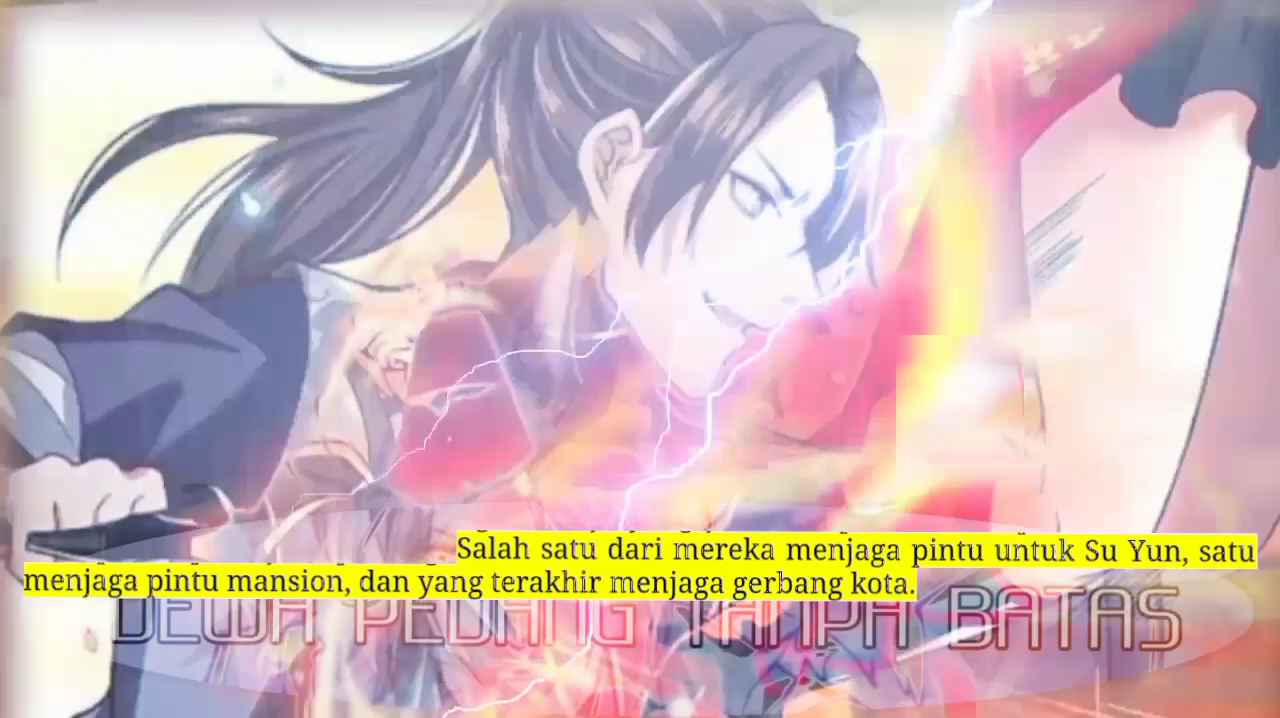 Salah satu dari mereka menjaga pintu untuk Su Yun, satu
menjaga pintu mansion, dan yang terakhir menjaga gerbang kota.
DEWA PEDANG TANPA BATAS